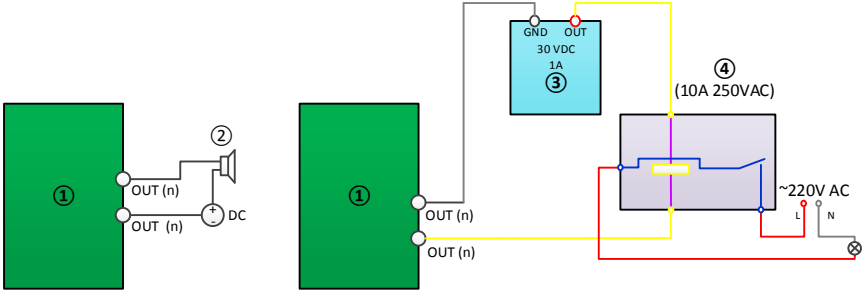 ①
②
OUT (n)
+
-
DC
OUT (n)
①
OUT (n)
OUT (n)
GND OUT
30 VDC
1A
③
④
(10A 250VAC)
~220V AC
L N